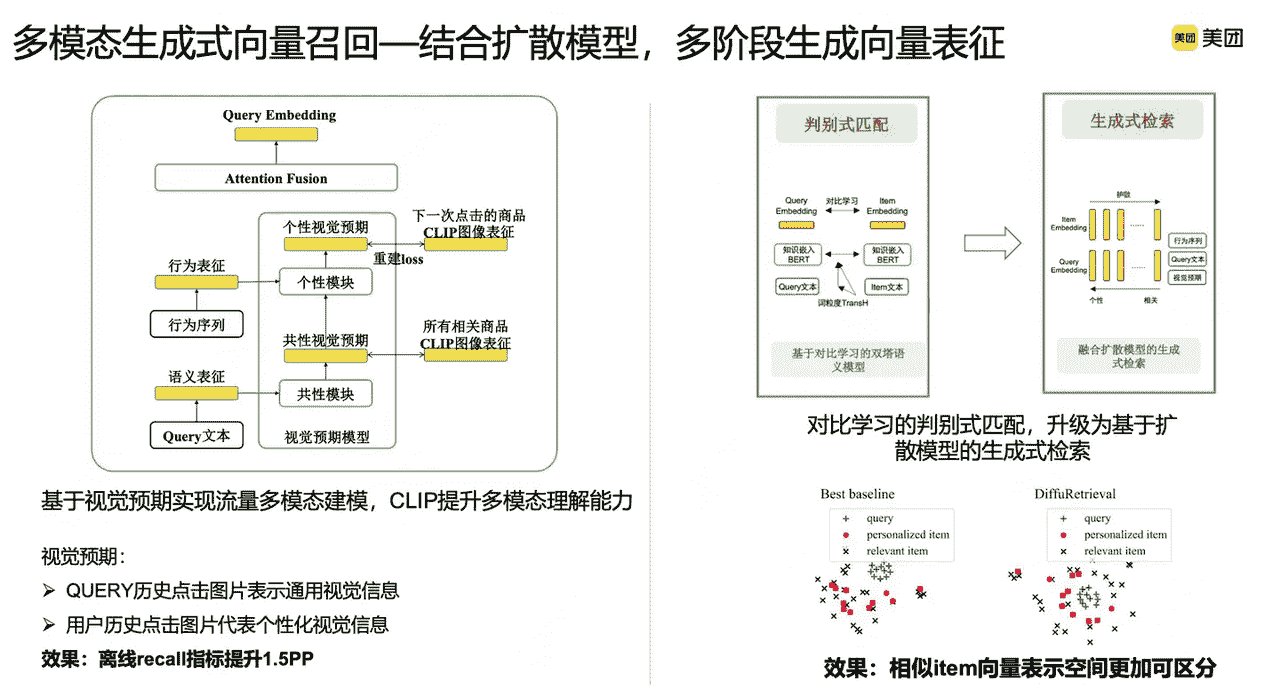 多模态生成式向量召回—结合扩散模型，多阶段生成向量表征
美团 美团
Query Embedding
Attention Fusion
个性视觉预期
下一次点击的商品
CLIP图像表征
重建loss
行为表征
个性模块
行为序列
共性视觉预期
所有相关商品
CLIP图像表征
语义表征
共性模块
Query文本
视觉预期模型
基于视觉预期实现流量多模态建模，CLIP提升多模态理解能力
视觉预期：
➢ QUERY历史点击图片表示通用视觉信息
➢ 用户历史点击图片代表个性化视觉信息
效果：离线recall指标提升1.5PP
判别式匹配
Query
Embedding
对比学习
Item
Embedding
知识嵌入
BERT
知识嵌入
BERT
Query文本
Item文本
词粒度TransH
基于对比学习的双塔语
义模型
生成式检索
扩散
Item
Embedding
......
行为序列
Query
Embedding
......
Query文本
视觉预期
个性
相关
融合扩散模型的生成
式检索
对比学习的判别式匹配，升级为基于扩
散模型的生成式检索
Best baseline
query
personalized item
relevant item
DiffuRetrieval
query
personalized item
relevant item
效果：相似item向量表示空间更加可区分